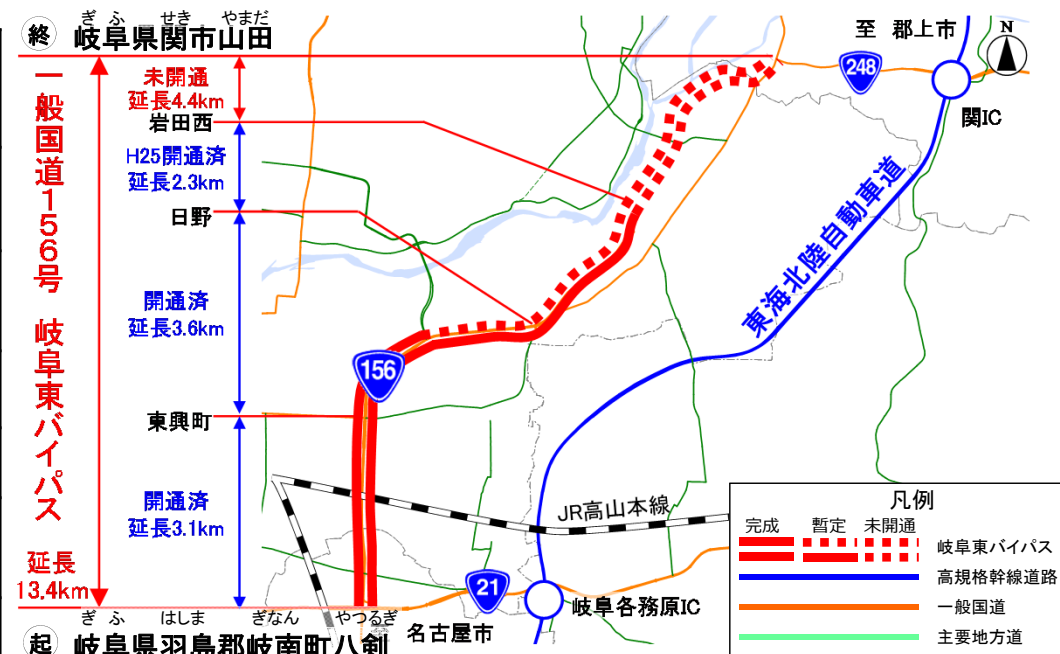 ぎふ せき やまだ
終 岐阜県関市山田
至 郡上市
N
248
関IC
一般国道156号 岐阜東バイパス
延長
13.4km
未開通
延長4.4km
岩田西
H25開通済
延長2.3km
日野
開通済
延長3.6km
東興町
開通済
延長3.1km
156
東海北陸自動車道
JR高山本線
21
岐阜各務原IC
名古屋市
ぎふ はしま ぎなん やつるぎ
起 岐阜県羽島郡岐南町八剣
凡例
完成 暫定 未開通
岐阜東バイパス
高規格幹線道路
一般国道
主要地方道